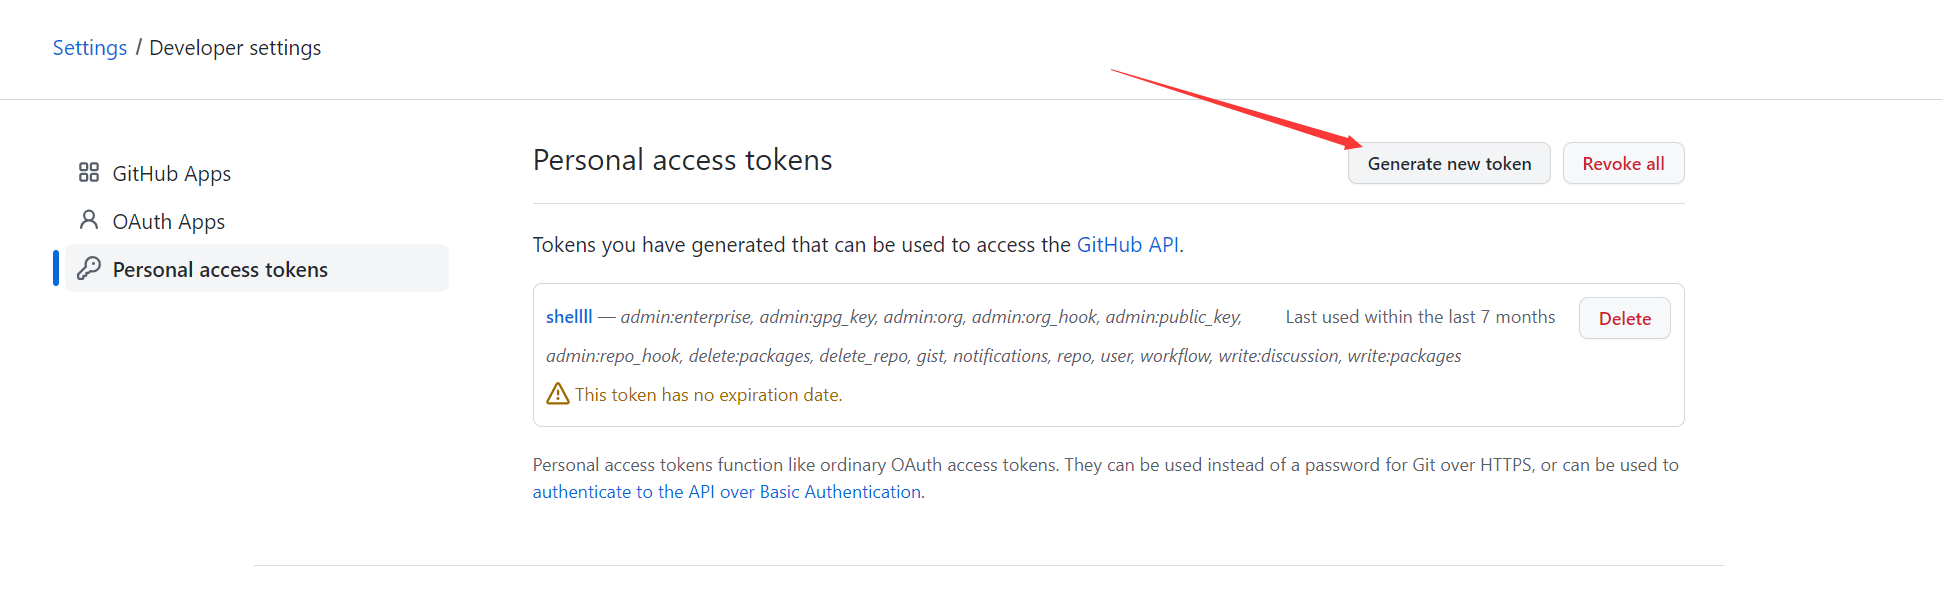 Settings / Developer settings
GitHub Apps
OAuth Apps
Personal access tokens
Personal access tokens
Generate new token
Revoke all
Tokens you have generated that can be used to access the GitHub API.
shellll — admin:enterprise, admin:gpg_key, admin:org, admin:org_hook, admin:public_key,
Last used within the last 7 months
Delete
admin:repo_hook, delete:packages, delete_repo, gist, notifications, repo, user, workflow, write:discussion, write:packages
This token has no expiration date.
Personal access tokens function like ordinary OAuth access tokens. They can be used instead of a password for Git over HTTPS, or can be used to
authenticate to the API over Basic Authentication.